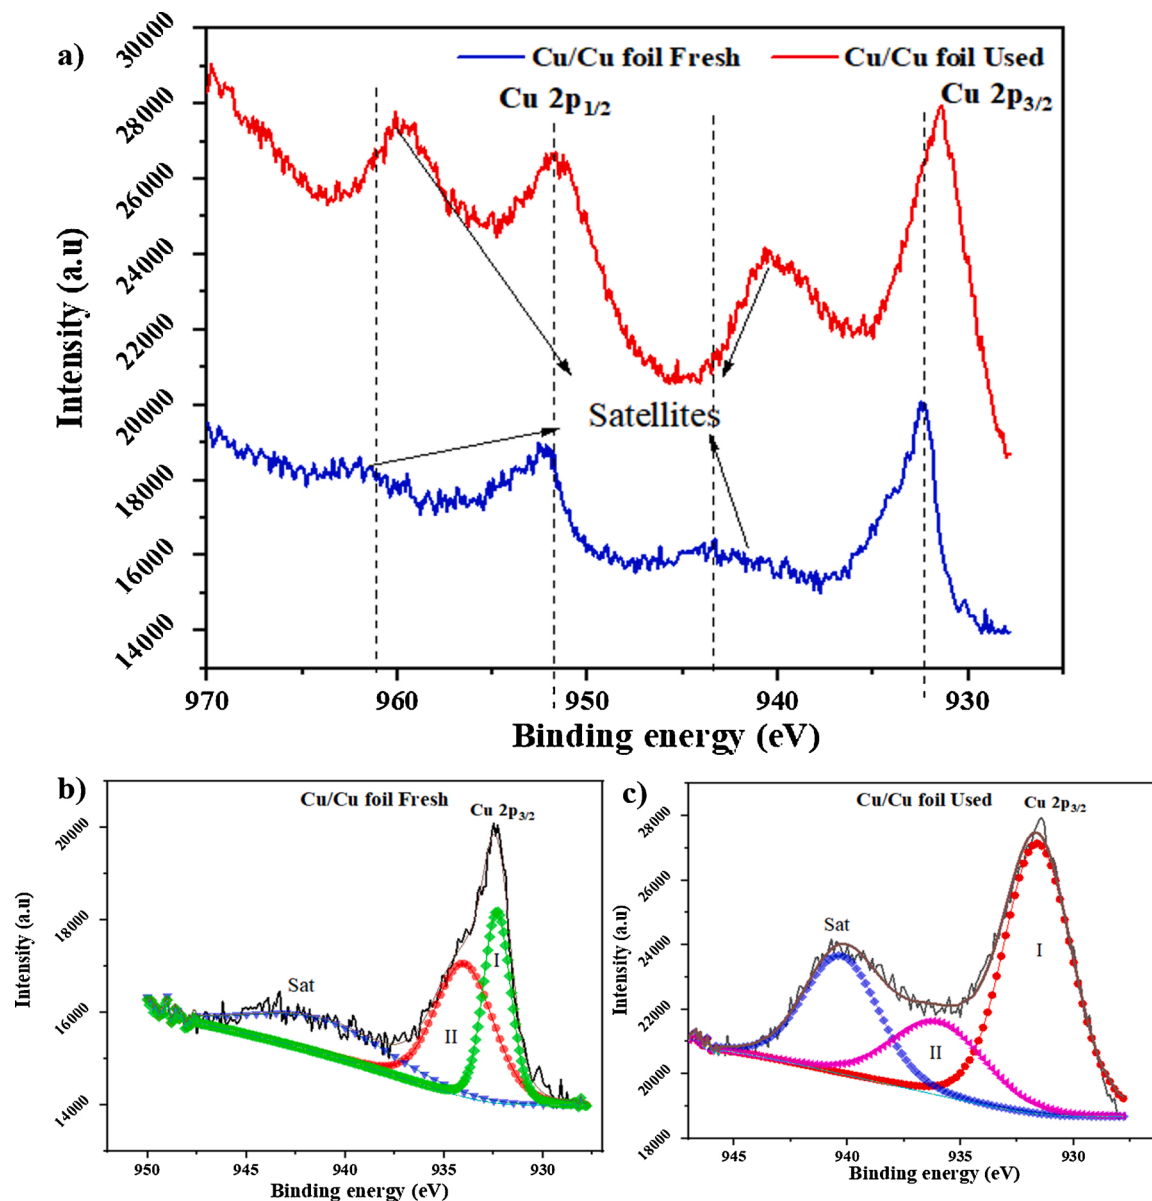 a)
Cu/Cu foil Fresh
Cu/Cu foil Used
Cu 2p1/2
Cu 2p3/2
30000
28000
26000
24000
22000
20000
18000
16000
14000
Intensity (a.u)
Satellites
970
960
950
940
930
Binding energy (eV)
b)
Cu/Cu foil Fresh
Cu 2p3/2
20000
18000
16000
14000
Intensity (a.u)
Sat
I
II
950
945
940
935
930
Binding energy (eV)
c)
Cu/Cu foil Used
Cu 2p3/2
28000
26000
24000
22000
20000
18000
Intensity (a.u)
Sat
I
II
945
940
935
930
Binding energy (eV)